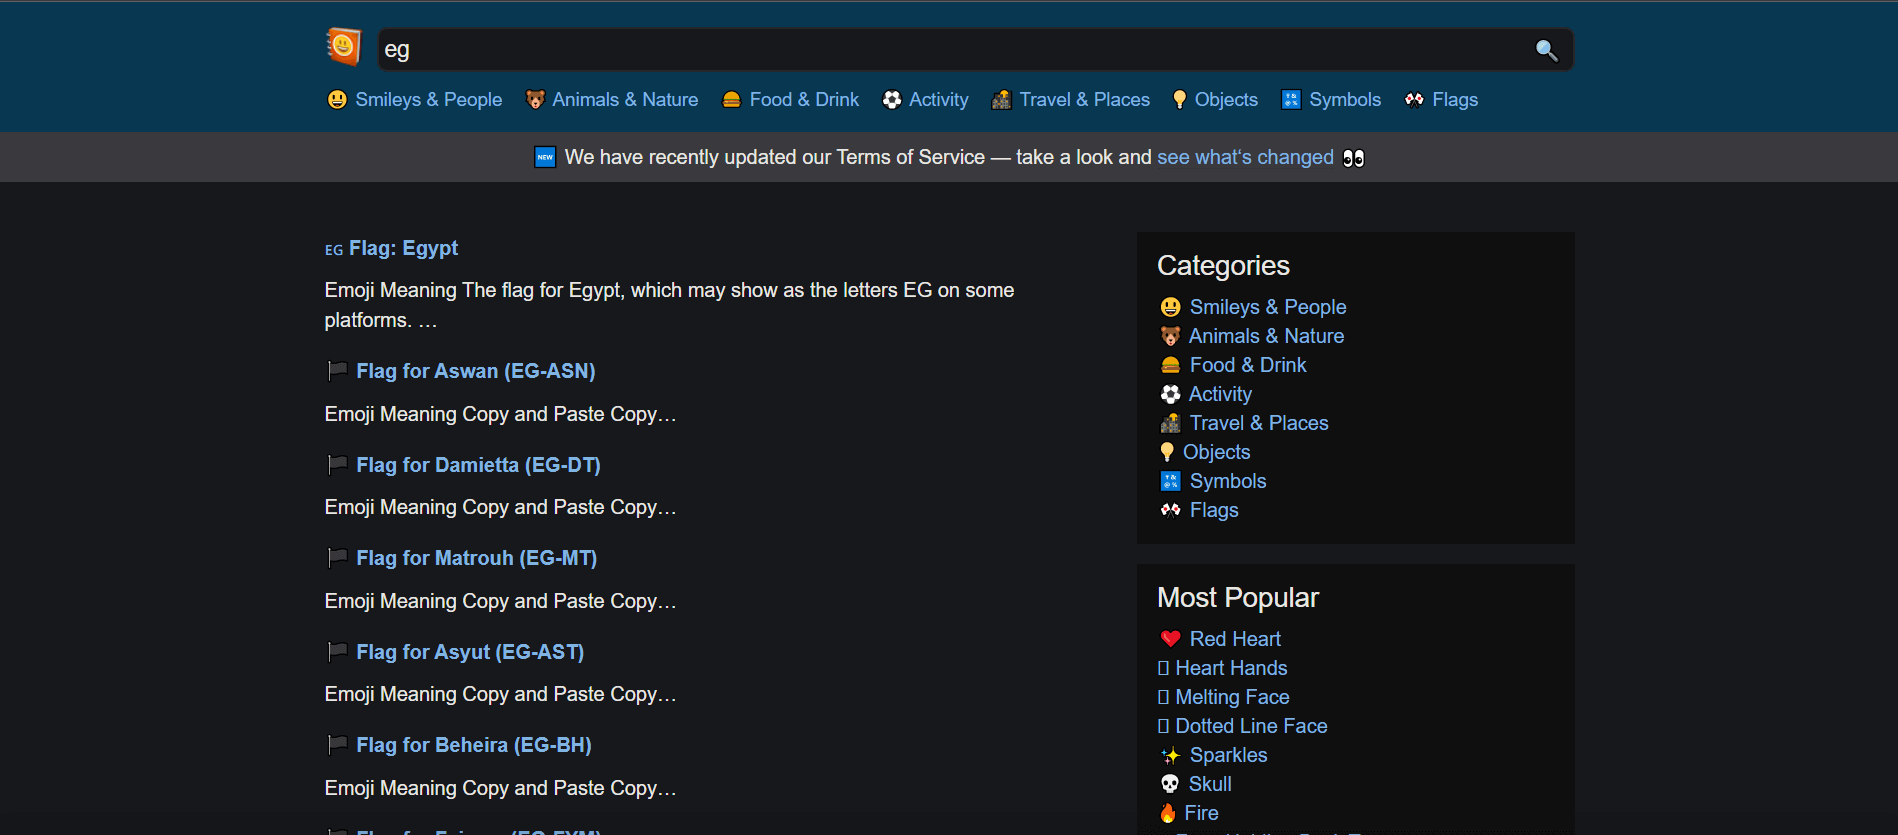 eg
Smileys & People Animals & Nature Food & Drink Activity Travel & Places Objects Symbols Flags
NEW We have recently updated our Terms of Service — take a look and see what‘s changed
EG Flag: Egypt
Emoji Meaning The flag for Egypt, which may show as the letters EG on some
platforms. …
Flag for Aswan (EG-ASN)
Emoji Meaning Copy and Paste Copy…
Flag for Damietta (EG-DT)
Emoji Meaning Copy and Paste Copy…
Flag for Matrouh (EG-MT)
Emoji Meaning Copy and Paste Copy…
Flag for Asyut (EG-AST)
Emoji Meaning Copy and Paste Copy…
Flag for Beheira (EG-BH)
Emoji Meaning Copy and Paste Copy…
Categories
Smileys & People
Animals & Nature
Food & Drink
Activity
Travel & Places
Objects
Symbols
Flags
Most Popular
Red Heart
Heart Hands
Melting Face
Dotted Line Face
Sparkles
Skull
Fire